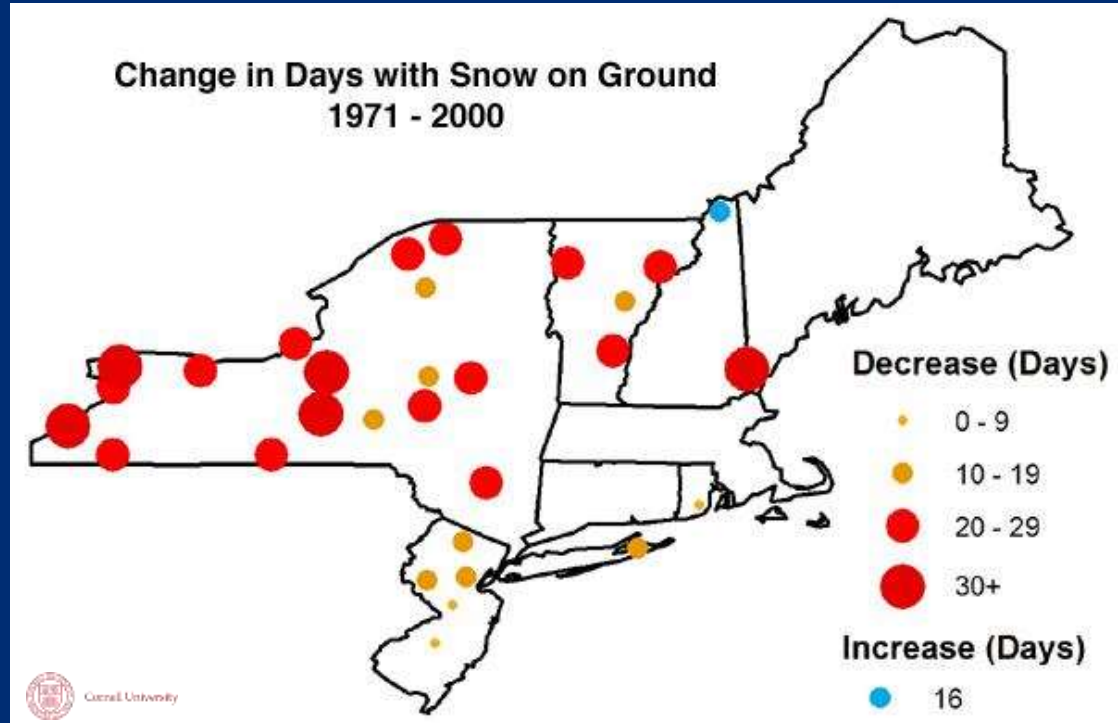 Change in Days with Snow on Ground
1971 - 2000
Decrease (Days)
0 - 9
10 - 19
20 - 29
30+
Increase (Days)
16
Cornell University